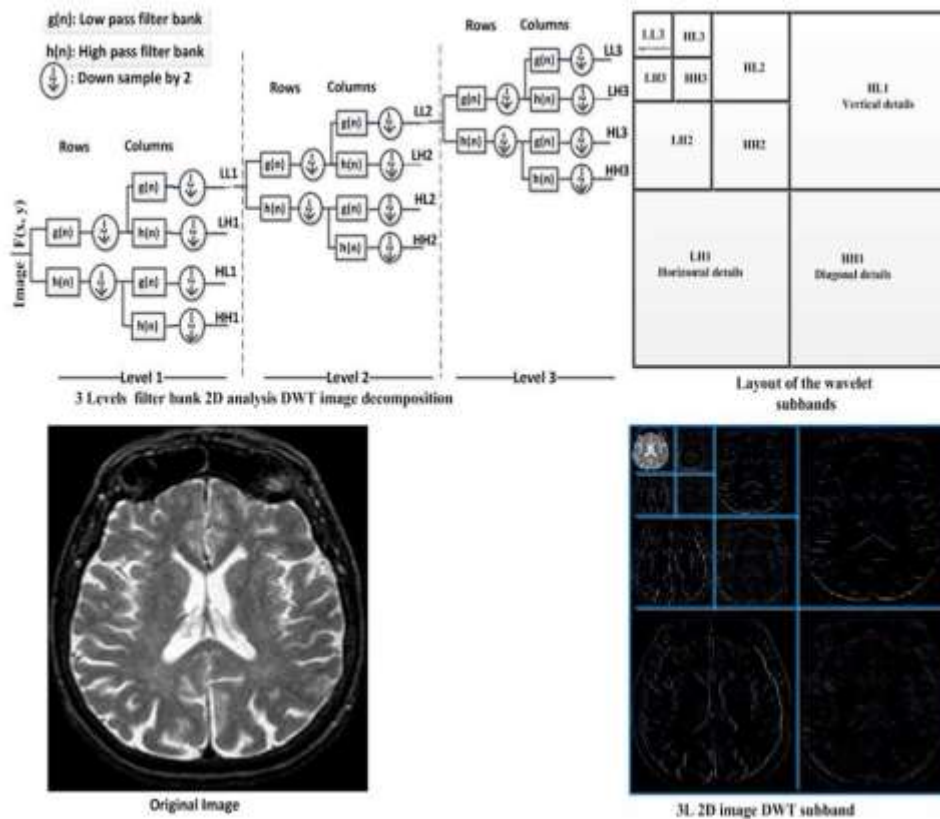 g(n): Low pass filter bank
h(n): High pass filter bank
: Down sample by 2
Rows
Columns
Image F(x, y)
g(n)
h(n)
g(n)
h(n)
g(n)
h(n)
LL1
LH1
HL1
HH1
Level 1
Rows
Columns
g(n)
h(n)
g(n)
h(n)
g(n)
h(n)
LL2
LH2
HL2
HH2
Level 2
Rows
Columns
g(n)
h(n)
g(n)
h(n)
g(n)
h(n)
LL3
LH3
HL3
HH3
Level 3
3 Levels filter bank 2D analysis DWT image decomposition
LL3
HL3
LH3
HH3
HL2
LH2
HH2
HL1
Vertical details
LH1
Horizontal details
HH1
Diagonal details
Layout of the wavelet
subbands
Original Image
3L 2D image DWT subband